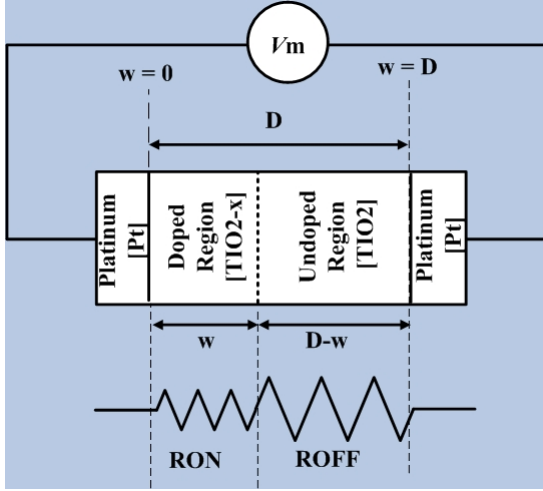 Vm
w = 0
w = D
D
Platinum
[Pt]
Doped
Region
[TIO2-x]
Undoped
Region
[TIO2]
Platinum
[Pt]
w
D-w
RON
ROFF